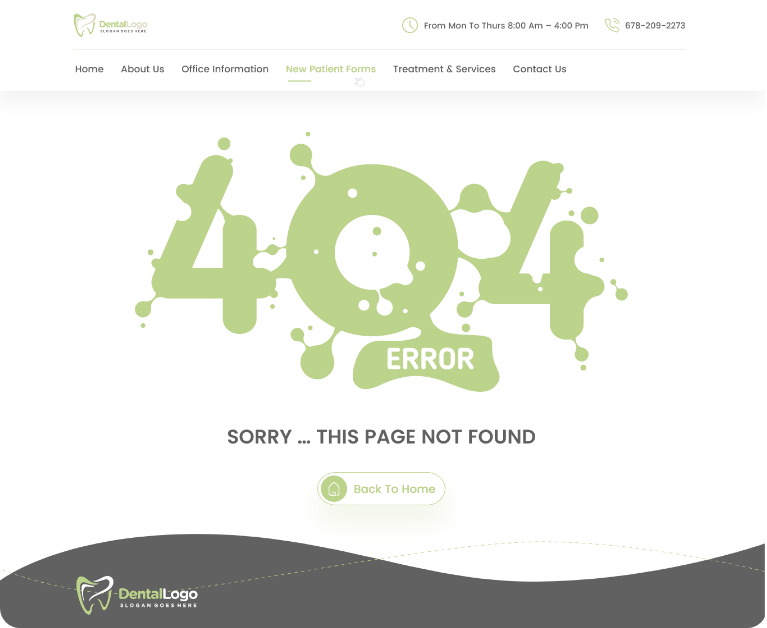 DentalLogo
SLOGAN GOES HERE
From Mon To Thurs 8:00 Am – 4:00 Pm
678-209-2273
Home About Us Office Information New Patient Forms Treatment & Services Contact Us
404
ERROR
SORRY ... THIS PAGE NOT FOUND
Back To Home
DentalLogo
SLOGAN GOES HERE